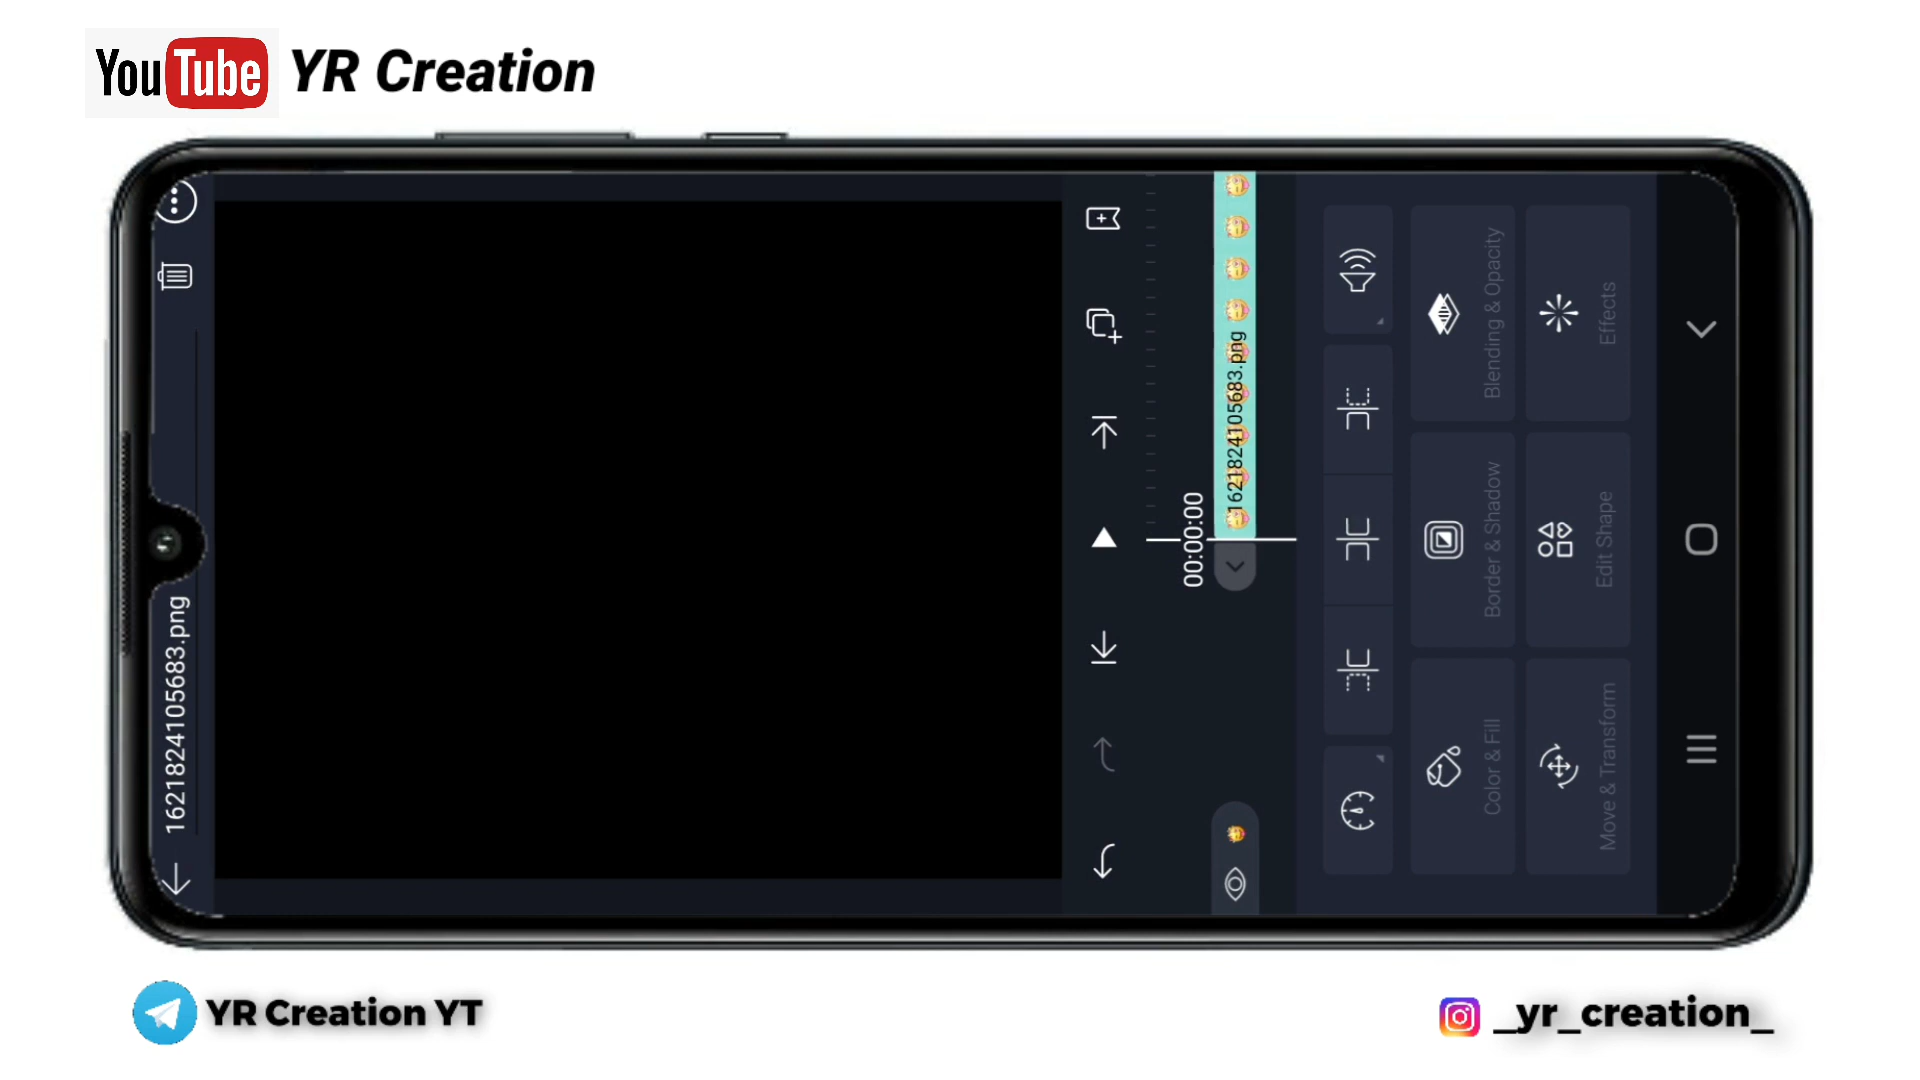 YouTube YR Creation
1621824105683.png
00:00:00
1621824105683.png
Color & Fill
Border & Shadow
Blending & Opacity
Move & Transform
Edit Shape
Effects
YR Creation YT
_yr_creation_